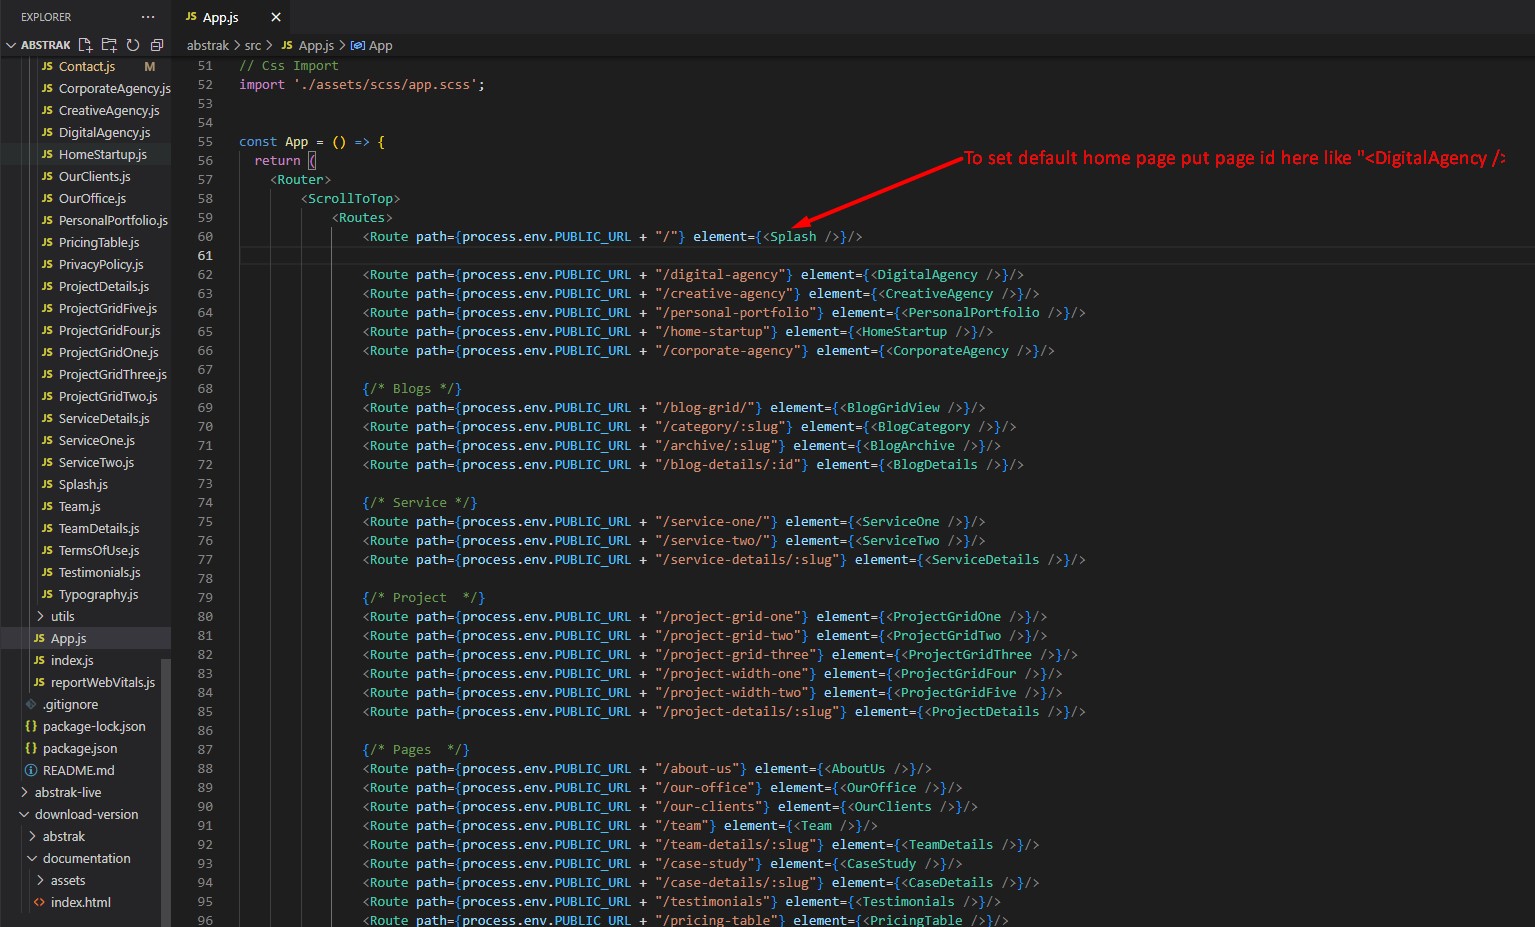 EXPLORER
ABSTRAK
JS Contact.js M
JS CorporateAgency.js
JS CreativeAgency.js
JS DigitalAgency.js
JS HomeStartup.js
JS OurClients.js
JS OurOffice.js
JS PersonalPortfolio.js
JS PricingTable.js
JS PrivacyPolicy.js
JS ProjectDetails.js
JS ProjectGridFive.js
JS ProjectGridFour.js
JS ProjectGridOne.js
JS ProjectGridThree.js
JS ProjectGridTwo.js
JS ServiceDetails.js
JS ServiceOne.js
JS ServiceTwo.js
JS Splash.js
JS Team.js
JS TeamDetails.js
JS TermsOfUse.js
JS Testimonials.js
JS Typography.js
utils
JS App.js
JS index.js
JS reportWebVitals.js
.gitignore
{} package-lock.json
{} package.json
README.md
abstrak-live
download-version
abstrak
documentation
assets
<> index.html
JS App.js
abstrak > src > JS App.js > App
51 // Css Import
52 import './assets/scss/app.scss';
53
54
55 const App = () => {
56 return (
57 <Router>
58 <ScrollToTop>
59 <Routes>
60 <Route path={process.env.PUBLIC_URL + "/"} element={<Splash />}/>
61
62 <Route path={process.env.PUBLIC_URL + "/digital-agency"} element={<DigitalAgency />}/>
63 <Route path={process.env.PUBLIC_URL + "/creative-agency"} element={<CreativeAgency />}/>
64 <Route path={process.env.PUBLIC_URL + "/personal-portfolio"} element={<PersonalPortfolio />}/>
65 <Route path={process.env.PUBLIC_URL + "/home-startup"} element={<HomeStartup />}/>
66 <Route path={process.env.PUBLIC_URL + "/corporate-agency"} element={<CorporateAgency />}/>
67
68 {/* Blogs */}
69 <Route path={process.env.PUBLIC_URL + "/blog-grid/"} element={<BlogGridView />}/>
70 <Route path={process.env.PUBLIC_URL + "/category/:slug"} element={<BlogCategory />}/>
71 <Route path={process.env.PUBLIC_URL + "/archive/:slug"} element={<BlogArchive />}/>
72 <Route path={process.env.PUBLIC_URL + "/blog-details/:id"} element={<BlogDetails />}/>
73
74 {/* Service */}
75 <Route path={process.env.PUBLIC_URL + "/service-one/"} element={<ServiceOne />}/>
76 <Route path={process.env.PUBLIC_URL + "/service-two/"} element={<ServiceTwo />}/>
77 <Route path={process.env.PUBLIC_URL + "/service-details/:slug"} element={<ServiceDetails />}/>
78
79 {/* Project  */}
80 <Route path={process.env.PUBLIC_URL + "/project-grid-one"} element={<ProjectGridOne />}/>
81 <Route path={process.env.PUBLIC_URL + "/project-grid-two"} element={<ProjectGridTwo />}/>
82 <Route path={process.env.PUBLIC_URL + "/project-grid-three"} element={<ProjectGridThree />}/>
83 <Route path={process.env.PUBLIC_URL + "/project-width-one"} element={<ProjectGridFour />}/>
84 <Route path={process.env.PUBLIC_URL + "/project-width-two"} element={<ProjectGridFive />}/>
85 <Route path={process.env.PUBLIC_URL + "/project-details/:slug"} element={<ProjectDetails />}/>
86
87 {/* Pages  */}
88 <Route path={process.env.PUBLIC_URL + "/about-us"} element={<AboutUs />}/>
89 <Route path={process.env.PUBLIC_URL + "/our-office"} element={<OurOffice />}/>
90 <Route path={process.env.PUBLIC_URL + "/our-clients"} element={<OurClients />}/>
91 <Route path={process.env.PUBLIC_URL + "/team"} element={<Team />}/>
92 <Route path={process.env.PUBLIC_URL + "/team-details/:slug"} element={<TeamDetails />}/>
93 <Route path={process.env.PUBLIC_URL + "/case-study"} element={<CaseStudy />}/>
94 <Route path={process.env.PUBLIC_URL + "/case-details/:slug"} element={<CaseDetails />}/>
95 <Route path={process.env.PUBLIC_URL + "/testimonials"} element={<Testimonials />}/>
96 <Route path={process.env.PUBLIC_URL + "/pricing-table"} element={<PricingTable />}/>
To set default home page put page id here like "<DigitalAgency />